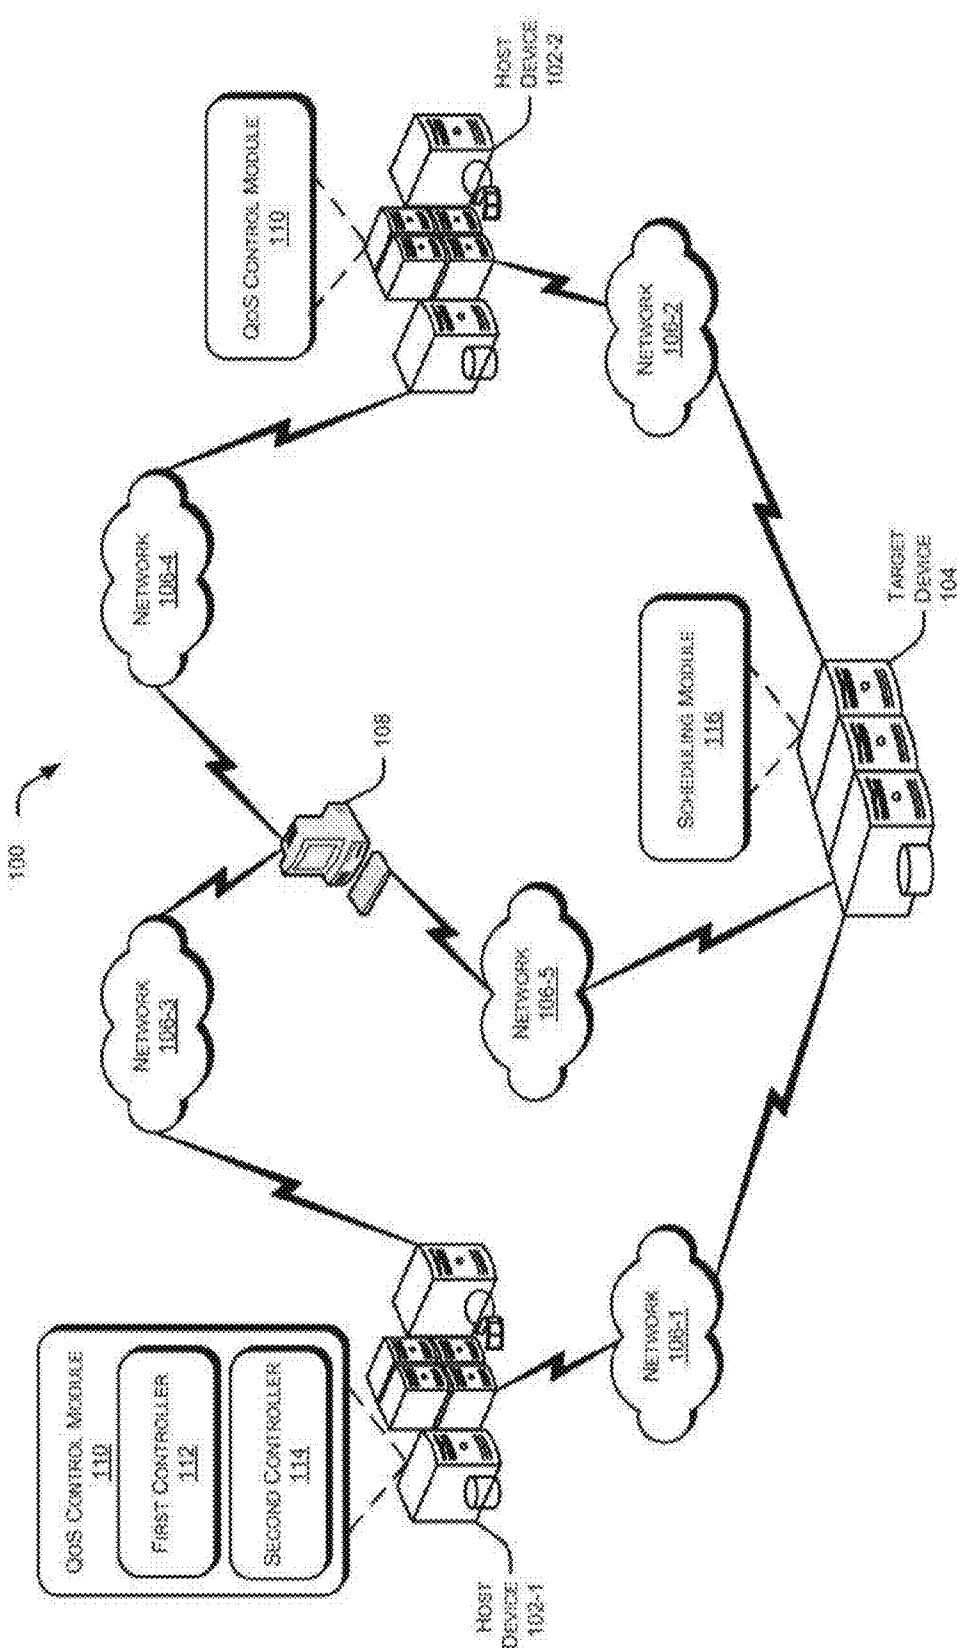 100
QOS CONTROL MODULE
110
FIRST CONTROLLER
112
SECOND CONTROLLER
114
HOST
DEVICE
102-1
NETWORK
106-3
NETWORK
106-4
QOS CONTROL MODULE
110
HOST
DEVICE
102-2
108
NETWORK
106-1
NETWORK
106-5
SCHEDULING MODULE
116
NETWORK
106-2
TARGET
DEVICE
104